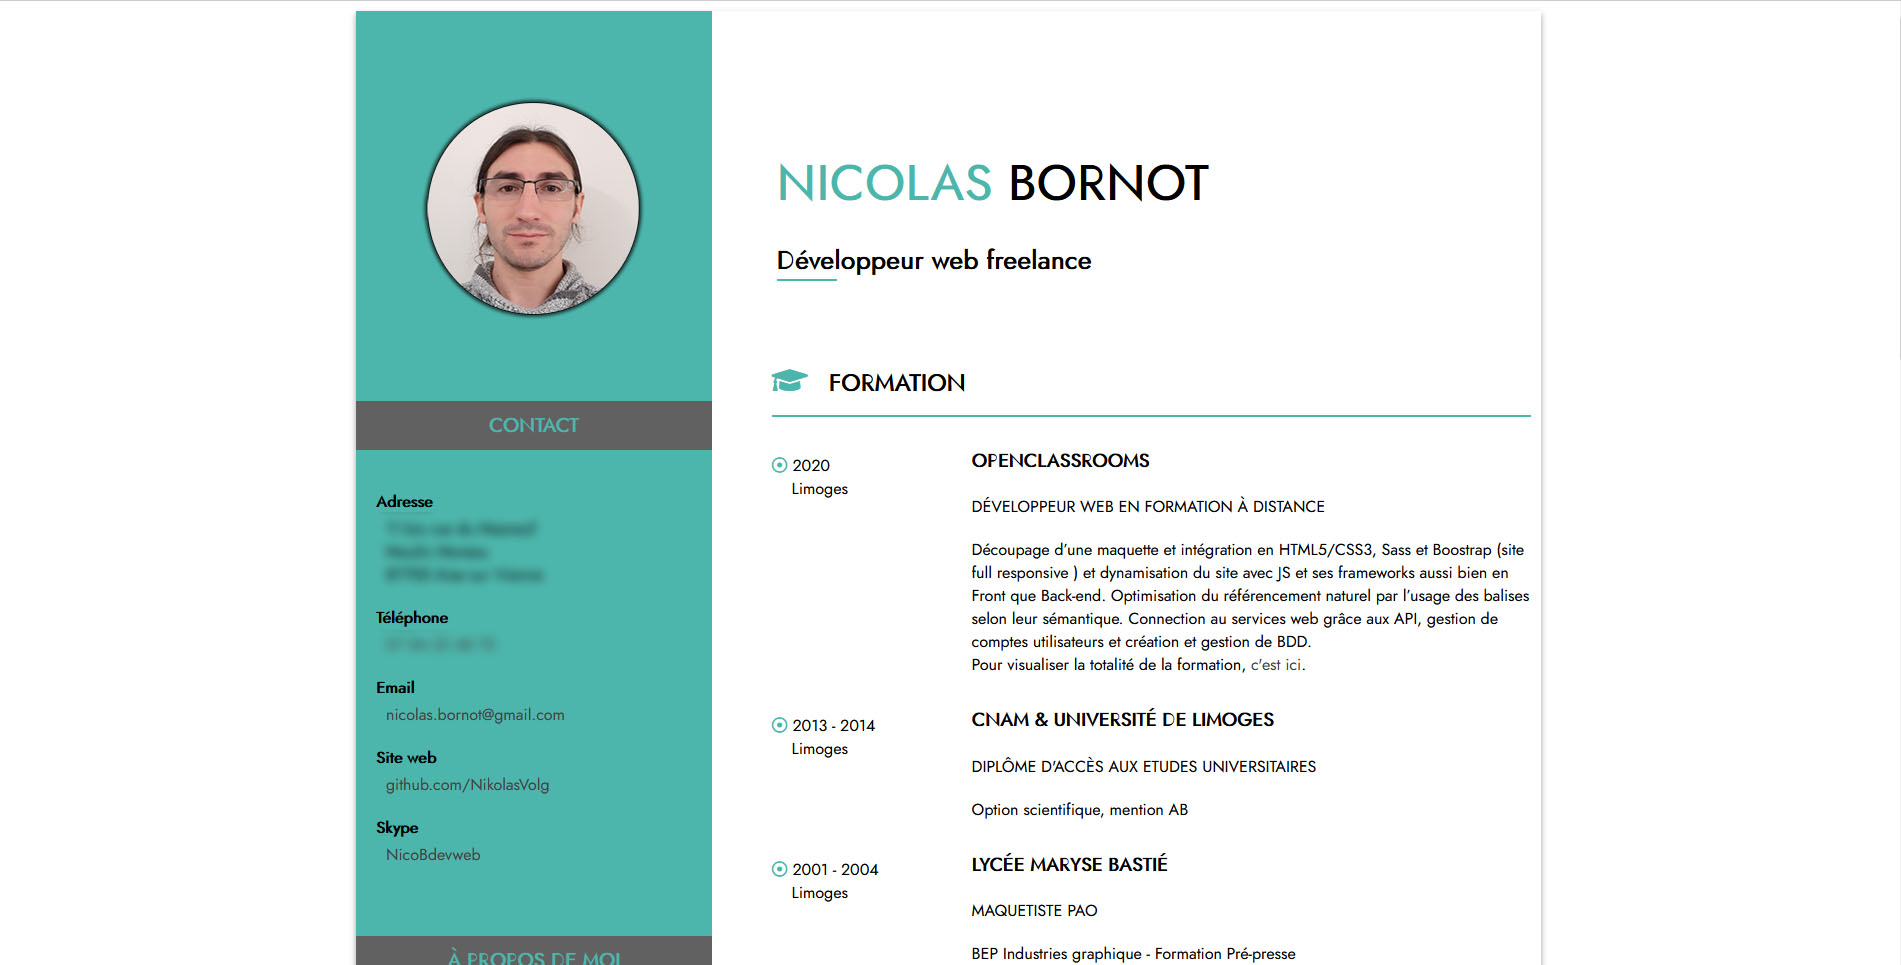 NICOLAS BORNOT
Développeur web freelance
CONTACT
Adresse
Téléphone
Email
nicolas.bornot@gmail.com
Site web
github.com/NikolasVolg
Skype
NicoBdevweb
À PROPOS DE MOI
FORMATION
2020
Limoges
OPENCLASSROOMS
DÉVELOPPEUR WEB EN FORMATION À DISTANCE
Découpage d’une maquette et intégration en HTML5/CSS3, Sass et Boostrap (site
full responsive ) et dynamisation du site avec JS et ses frameworks aussi bien en
Front que Back-end. Optimisation du référencement naturel par l’usage des balises
selon leur sémantique. Connection au services web grâce aux API, gestion de
comptes utilisateurs et création et gestion de BDD.
Pour visualiser la totalité de la formation, c'est ici.
2013 - 2014
Limoges
CNAM & UNIVERSITÉ DE LIMOGES
DIPLÔME D'ACCÈS AUX ETUDES UNIVERSITAIRES
Option scientifique, mention AB
2001 - 2004
Limoges
LYCÉE MARYSE BASTIÉ
MAQUETISTE PAO
BEP Industries graphique - Formation Pré-presse